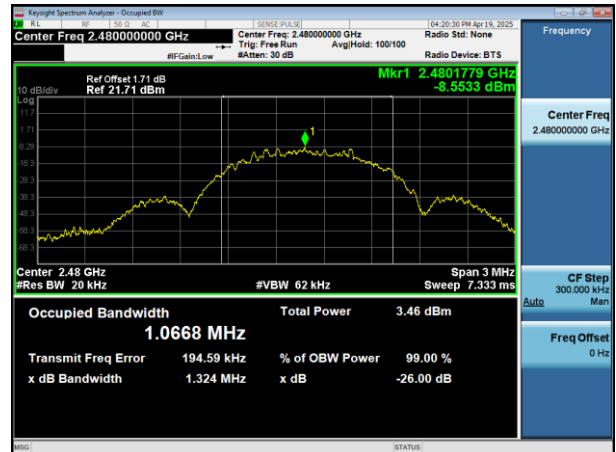 Keysight Spectrum Analyzer - Occupied BW
RL RF 50 Ω AC SENSE:PULSE 04:20:30 PM Apr 19, 2025
Center Freq 2.480000000 GHz
Center Freq: 2.480000000 GHz
Radio Std: None
Trig: Free Run Avg|Hold: 100/100
#IFGain:Low #Atten: 30 dB Radio Device: BTS
Frequency
Mkr1 2.4801779 GHz
-8.5533 dBm
Ref Offset 1.71 dB
10 dB/div Ref 21.71 dBm
Log
11.7
1.71
-8.29
-18.3
-28.3
-38.3
-48.3
-58.3
-68.3
1
Center 2.48 GHz Span 3 MHz
#Res BW 20 kHz #VBW 62 kHz Sweep 7.333 ms
Occupied Bandwidth Total Power 3.46 dBm
1.0668 MHz
Transmit Freq Error 194.59 kHz % of OBW Power 99.00 %
x dB Bandwidth 1.324 MHz x dB -26.00 dB
Center Freq
2.480000000 GHz
CF Step
300.000 kHz
Auto Man
Freq Offset
0 Hz
MSG STATUS